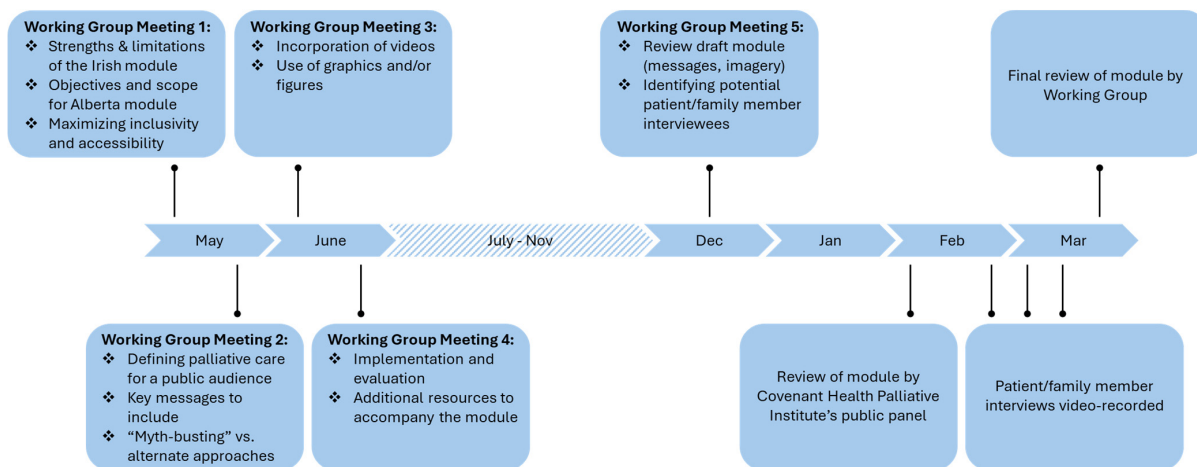 Working Group Meeting 1:
❖ Strengths & limitations
of the Irish module
❖ Objectives and scope
for Alberta module
❖ Maximizing inclusivity
and accessibility
Working Group Meeting 3:
❖ Incorporation of videos
❖ Use of graphics and/or
figures
Working Group Meeting 5:
❖ Review draft module
(messages, imagery)
❖ Identifying potential
patient/family member
interviewees
Final review of module by
Working Group
May
June
July - Nov
Dec
Jan
Feb
Mar
Working Group Meeting 2:
❖ Defining palliative care
for a public audience
❖ Key messages to
include
❖ “Myth-busting” vs.
alternate approaches
Working Group Meeting 4:
❖ Implementation and
evaluation
❖ Additional resources to
accompany the module
Review of module by
Covenant Health Palliative
Institute’s public panel
Patient/family member
interviews video-recorded